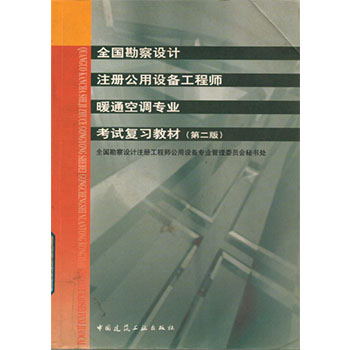 全国勘察设计
注册公用设备工程师
暖通空调专业
考试复习教材（第二版）
全国勘察设计注册工程师公用设备专业管理委员会秘书处
中国建筑工业出版社